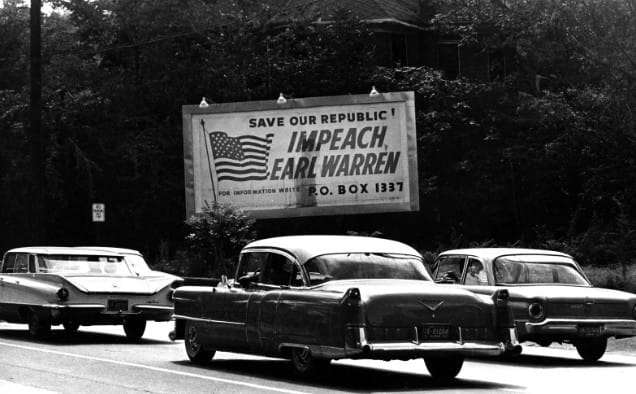 SAVE OUR REPUBLIC!
IMPEACH
EARL WARREN
FOR INFORMATION WRITE P.O. BOX 1337